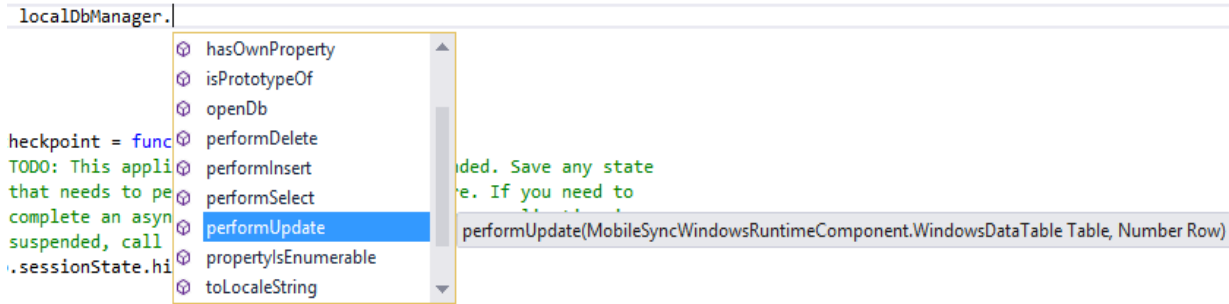 localDbManager.
hasOwnProperty
isPrototypeOf
openDb
performDelete
performInsert
performSelect
performUpdate
propertyIsEnumerable
toLocaleString
performUpdate(MobileSyncWindowsRuntimeComponent.WindowsDataTable Table, Number Row)
heckpoint = func
TODO: This appli ded. Save any state
that needs to pe re. If you need to
complete an asyn
suspended, call
.sessionState.hi